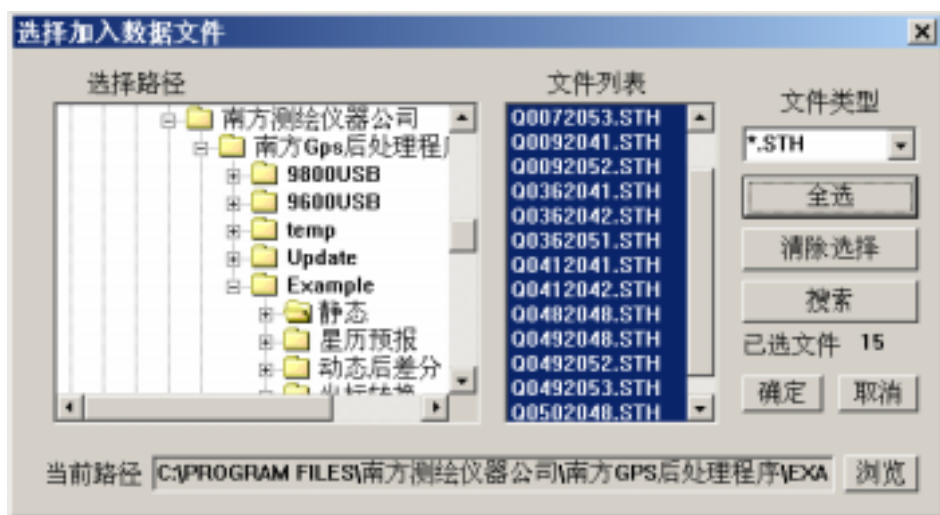 选择加入数据文件
选择路径
南方测绘仪器公司
南方Gps后处理程
9800USB
9600USB
temp
Update
Example
静态
星历预报
动态后差分
坐标转换
文件列表
Q0072053.STH
Q0092041.STH
Q0092052.STH
Q0362041.STH
Q0362042.STH
Q0362051.STH
Q0412041.STH
Q0412042.STH
Q0482048.STH
Q0492048.STH
Q0492052.STH
Q0492053.STH
Q0502048.STH
文件类型
*.STH
全选
清除选择
搜索
已选文件 15
确定 取消
当前路径 C:\PROGRAM FILES\南方测绘仪器公司\南方GPS后处理程序\EXA 浏览